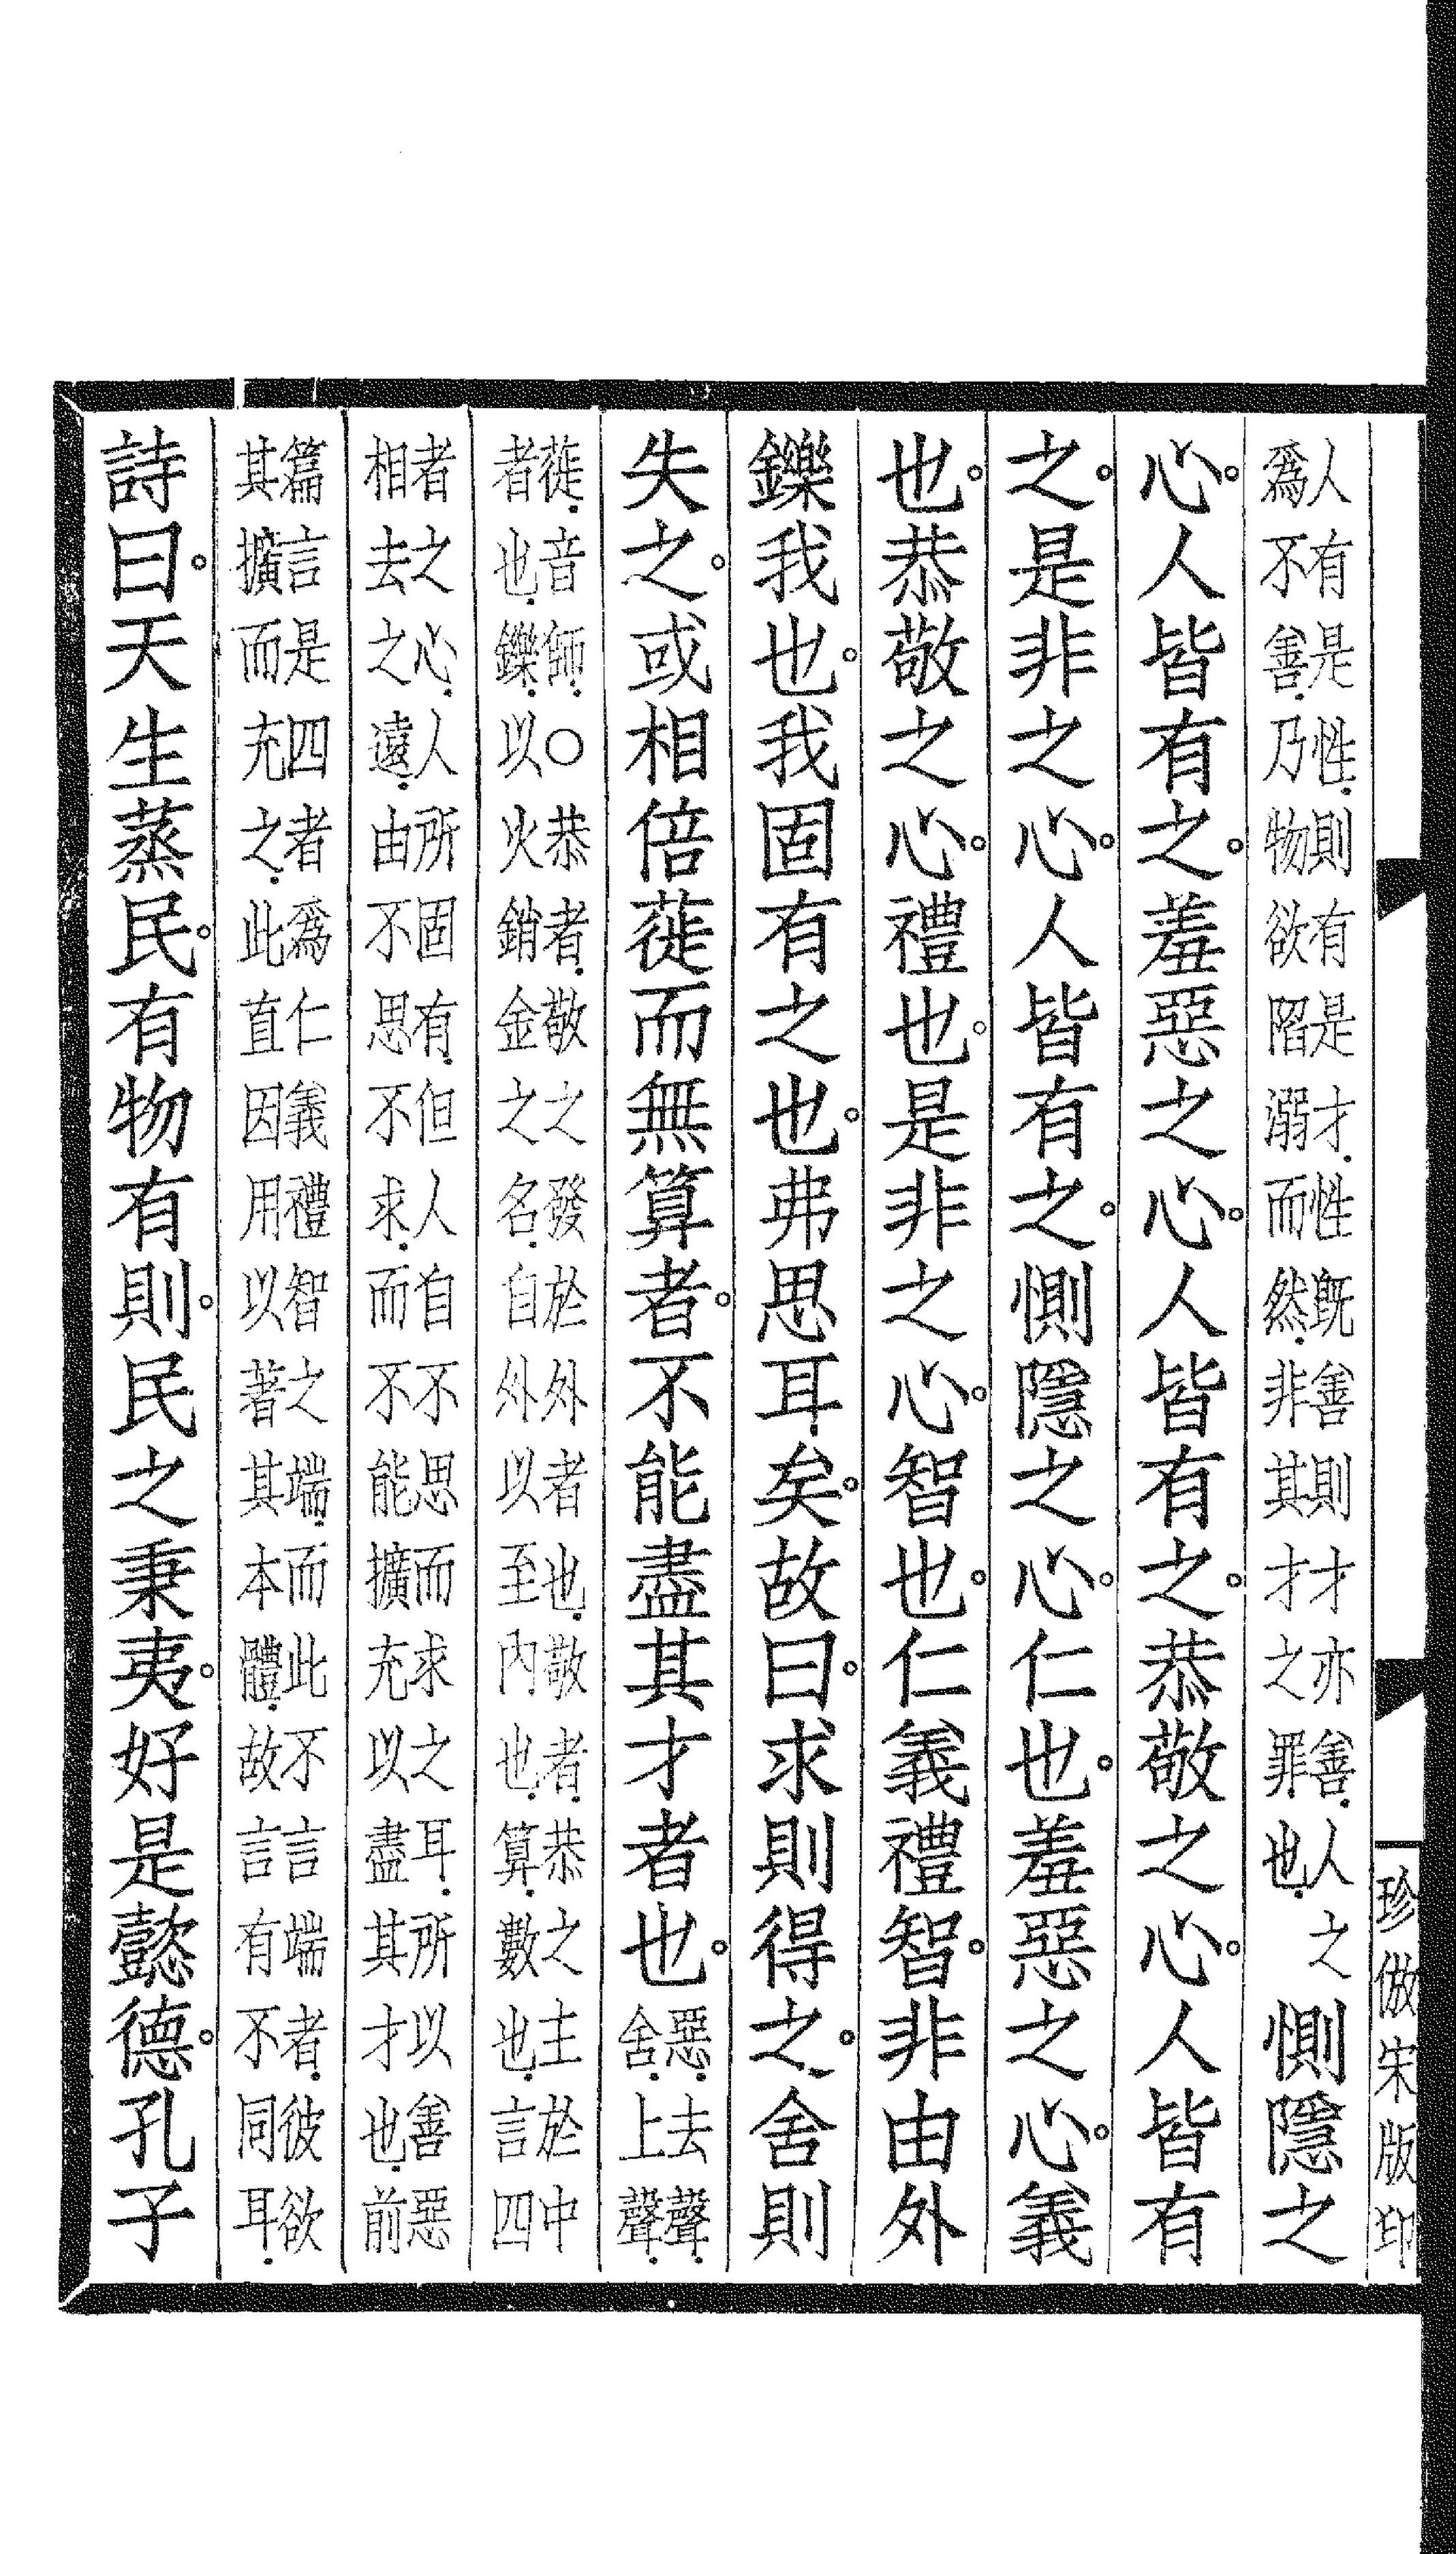 珍倣宋版印
人有是性.則有是才.性既善則才亦善.人之
爲不善.乃物欲陷溺而然.非其才之罪也.
惻隱之
心。人皆有之。羞惡之心。人皆有之。恭敬之心。人皆有
之。是非之心。人皆有之。惻隱之心。仁也。羞惡之心。義
也。恭敬之心。禮也。是非之心。智也。仁義禮智。非由外
鑠我也。我固有之也。弗思耳矣。故曰。求則得之。舍則
失之。或相倍蓰而無算者。不能盡其才者也。
惡.去聲.
舍.上聲.
蓰.音師.○恭者.敬之發於外者也.敬者.恭之主於中
者也.鑠.以火銷金之名.自外以至內也.算.數也.言四
者之心.人所固有.但人自不思而求之耳.所以善惡
相去之遠.由不思不求.而不能擴充以盡其才也.前
篇言是四者爲仁義禮智之端.而此不言端者.彼欲
其擴而充之.此直因用以著其本體.故言有不同耳.
詩曰。天生蒸民。有物有則。民之秉夷。好是懿德。孔子